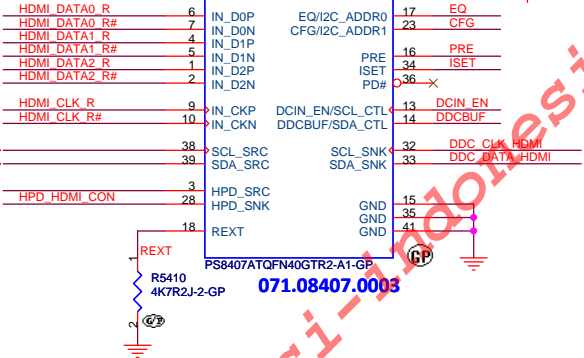 HDMI_DATA0_R 6 IN_D0P EQ/I2C_ADDR0 17 EQ
HDMI_DATA0_R# 7 IN_D0N CFG/I2C_ADDR1 23 CFG
HDMI_DATA1_R 4 IN_D1P
HDMI_DATA1_R# 5 IN_D1N PRE 16 PRE
HDMI_DATA2_R 1 IN_D2P ISET 34 ISET
HDMI_DATA2_R# 2 IN_D2N PD# 36
HDMI_CLK_R 9 IN_CKP DCIN_EN/SCL_CTL 13 DCIN_EN
HDMI_CLK_R# 10 IN_CKN DDCBUF/SDA_CTL 14 DDCBUF
38 SCL_SRC SCL_SNK 32 DDC_CLK_HDMI
39 SDA_SRC SDA_SNK 33 DDC_DATA_HDMI
3 HPD_SRC GND 15
HPD_HDMI_CON 28 HPD_SNK GND 35
18 REXT GND 41
REXT
GP
PS8407ATQFN40GTR2-A1-GP
071.08407.0003
1
R5410
4K7R2J-2-GP
2
G/P
si-indonesi